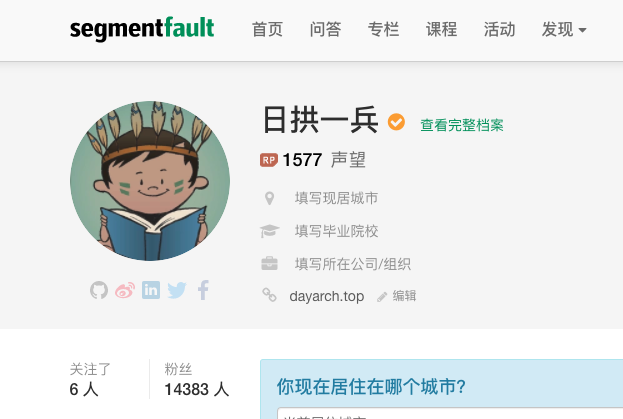 segmentfault 首页 问答 专栏 课程 活动 发现
日拱一兵 查看完整档案
RP 1577 声望
填写现居城市
填写毕业院校
填写所在公司/组织
dayarch.top 编辑
关注了 粉丝
6 人 14383 人
你现在居住在哪个城市?